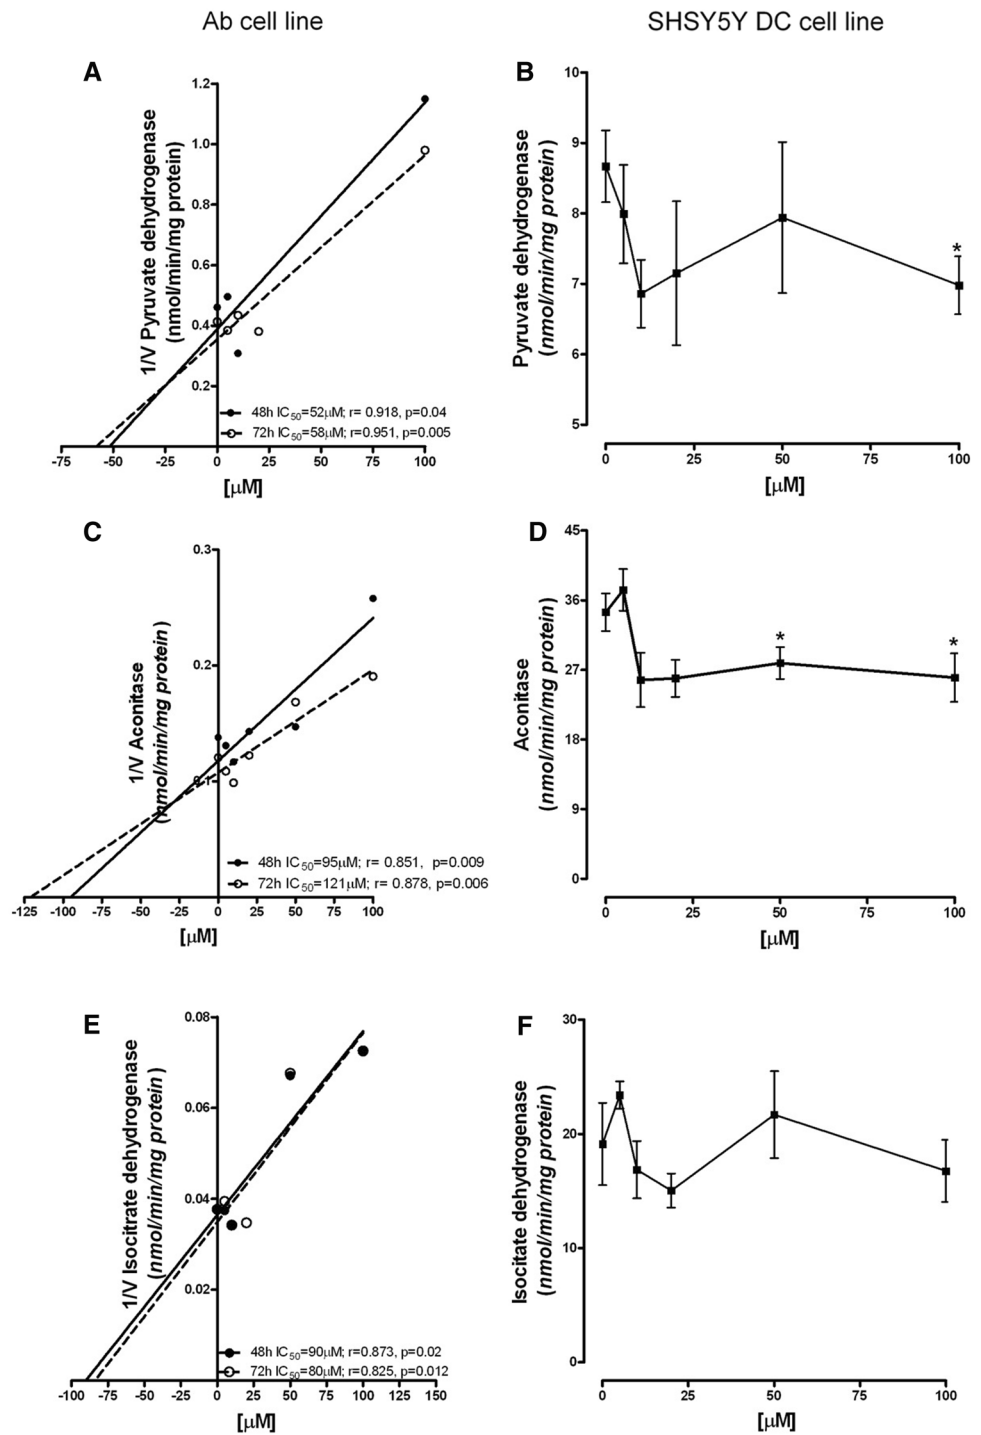 Ab cell line
SHSY5Y DC cell line
A
1/V Pyruvate dehydrogenase
(nmol/min/mg protein)
1.2
1.0
0.8
0.6
0.4
0.2
48h IC50=52µM; r= 0.918, p=0.04
72h IC50=58µM; r=0.951, p=0.005
-75 -50 -25 0 25 50 75 100
[µM]
B
Pyruvate dehydrogenase
(nmol/min/mg protein)
10
9
8
7
6
5
*
0 25 50 75 100
[µM]
C
1/V Aconitase
(nmol/min/mg protein)
0.3
0.2
48h IC50=95µM; r= 0.851, p=0.009
72h IC50=121µM; r= 0.878, p=0.006
-125 -100 -75 -50 -25 0 25 50 75 100
[µM]
D
Aconitase
(nmol/min/mg protein)
45
36
27
18
9
0
* *
0 25 50 75 100
[µM]
E
1/V Isocitrate dehydrogenase
(nmol/min/mg protein)
0.08
0.06
0.04
0.02
48h IC50=90µM; r=0.873, p=0.02
72h IC50=80µM; r=0.825, p=0.012
-100 -75 -50 -25 0 25 50 75 100 125 150
[µM]
F
Isocitate dehydrogenase
(nmol/min/mg protein)
30
20
10
0
0 25 50 75 100
[µM]